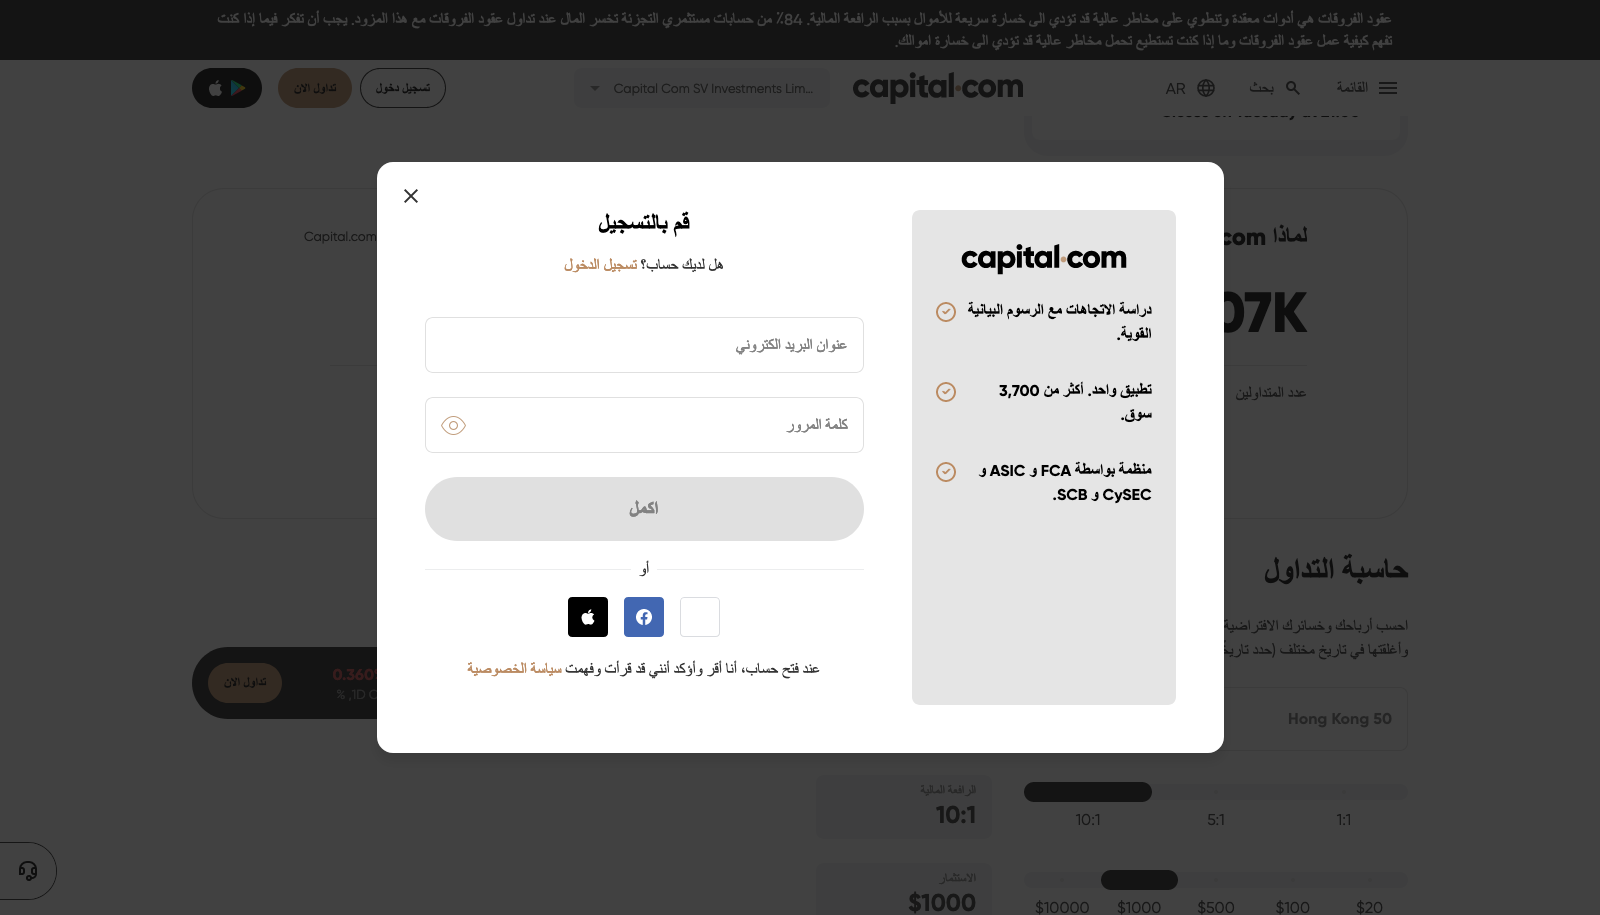 عقود الفروقات هي أدوات معقدة وتنطوي على مخاطر عالية قد تؤدي الى خسارة سريعة للأموال بسبب الرافعة المالية. 84٪ من حسابات مستثمري التجزئة تخسر المال عند تداول عقود الفروقات مع هذا المزود. يجب أن تفكر فيما إذا كنت
تفهم كيفية عمل عقود الفروقات وما إذا كنت تستطيع تحمل مخاطر عالية قد تؤدي الى خسارة اموالك.
القائمة
بحث
AR
capital.com
Capital Com SV Investments Lim...
تسجيل دخول
تداول الان
لماذا
Capital.com
07K
عدد المتداولين
قم بالتسجيل
هل لديك حساب؟ تسجيل الدخول
عنوان البريد الكتروني
كلمة المرور
اكمل
أو
عند فتح حساب، أنا أقر وأؤكد أنني قد قرأت وفهمت سياسة الخصوصية
capital.com
دراسة الاتجاهات مع الرسوم البيانية
القوية.
تطبيق واحد. أكثر من 3,700
سوق.
منظمة بواسطة FCA و ASIC و
CySEC و SCB.
حاسبة التداول
احسب أرباحك وخسائرك الافتراضية
وأغلقتها في تاريخ مختلف (حدد
Hong Kong 50
تداول الان
0.360
الرافعة المالية
10:1
10:1
5:1
1:1
الاستثمار
$1000
$10000
$1000
$500
$100
$20